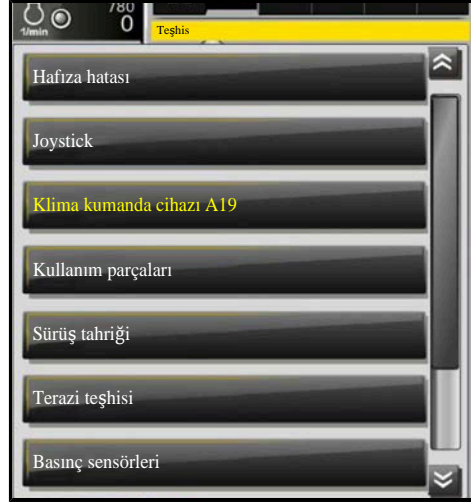 780
1/min
0
Teşhis
Hafıza hatası
Joystick
Klima kumanda cihazı A19
Kullanım parçaları
Sürüş tahriği
Terazi teşhisi
Basınç sensörleri